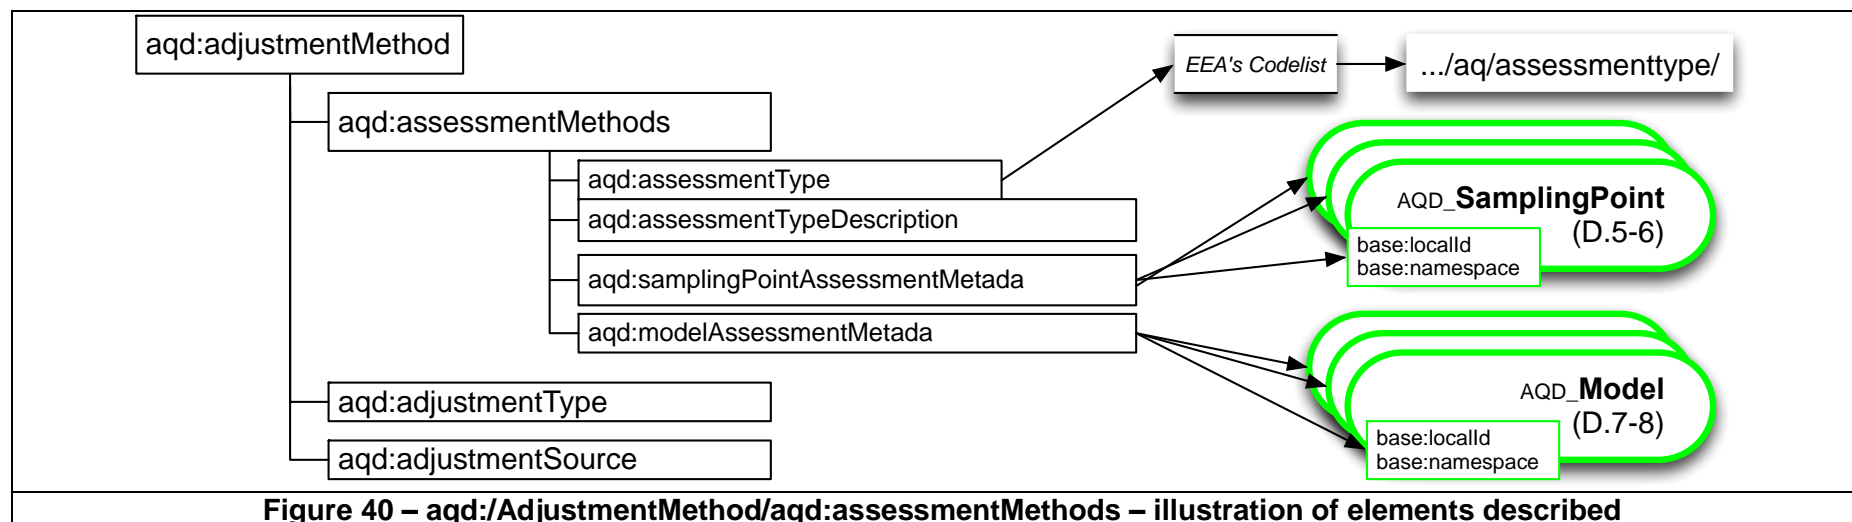 aqd:adjustmentMethod
EEA's Codelist
.../aq/assessmenttype/
aqd:assessmentMethods
aqd:assessmentType
aqd:assessmentTypeDescription
AQD_SamplingPoint
(D.5-6)
base:localId
base:namespace
aqd:samplingPointAssessmentMetada
aqd:modelAssessmentMetada
AQD_Model
(D.7-8)
base:localId
base:namespace
aqd:adjustmentType
aqd:adjustmentSource
Figure 40 – aqd:/AdjustmentMethod/aqd:assessmentMethods – illustration of elements described